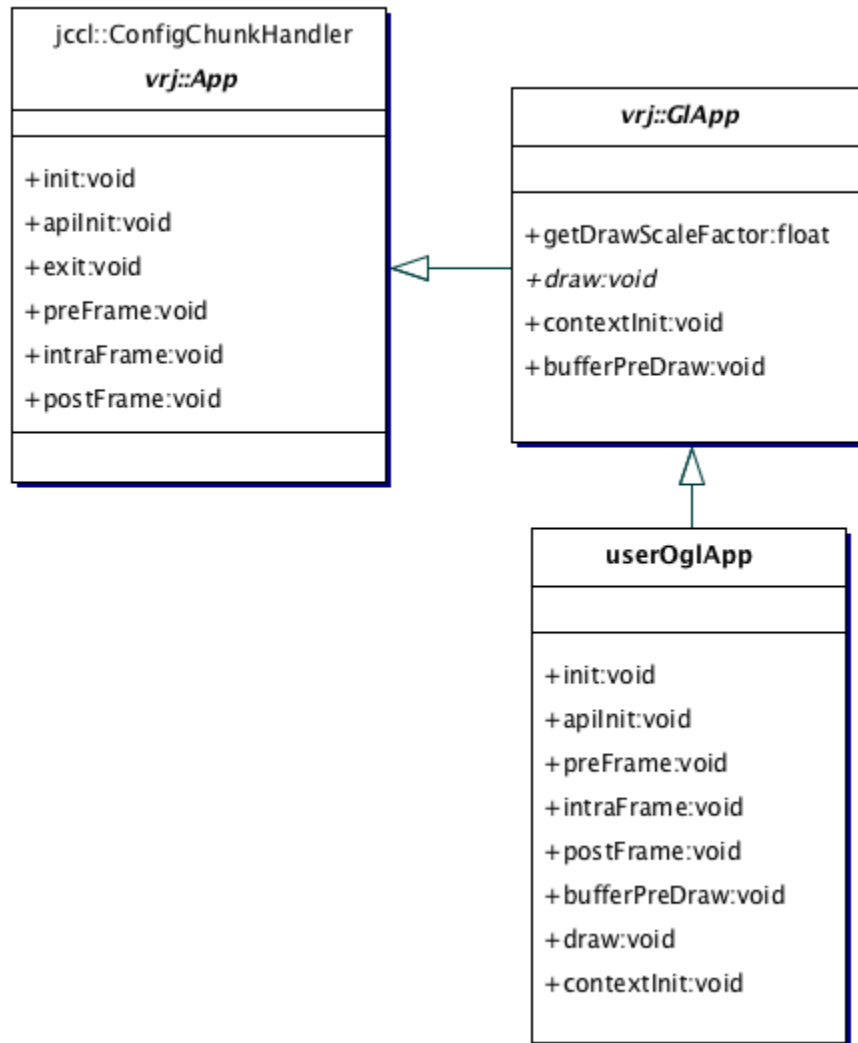 jccl::ConfigChunkHandler
vrj::App
+init:void
+apiInit:void
+exit:void
+preFrame:void
+intraFrame:void
+postFrame:void
vrj::GlApp
+getDrawScaleFactor:float
+draw:void
+contextInit:void
+bufferPreDraw:void
userOglApp
+init:void
+apiInit:void
+preFrame:void
+intraFrame:void
+postFrame:void
+bufferPreDraw:void
+draw:void
+contextInit:void